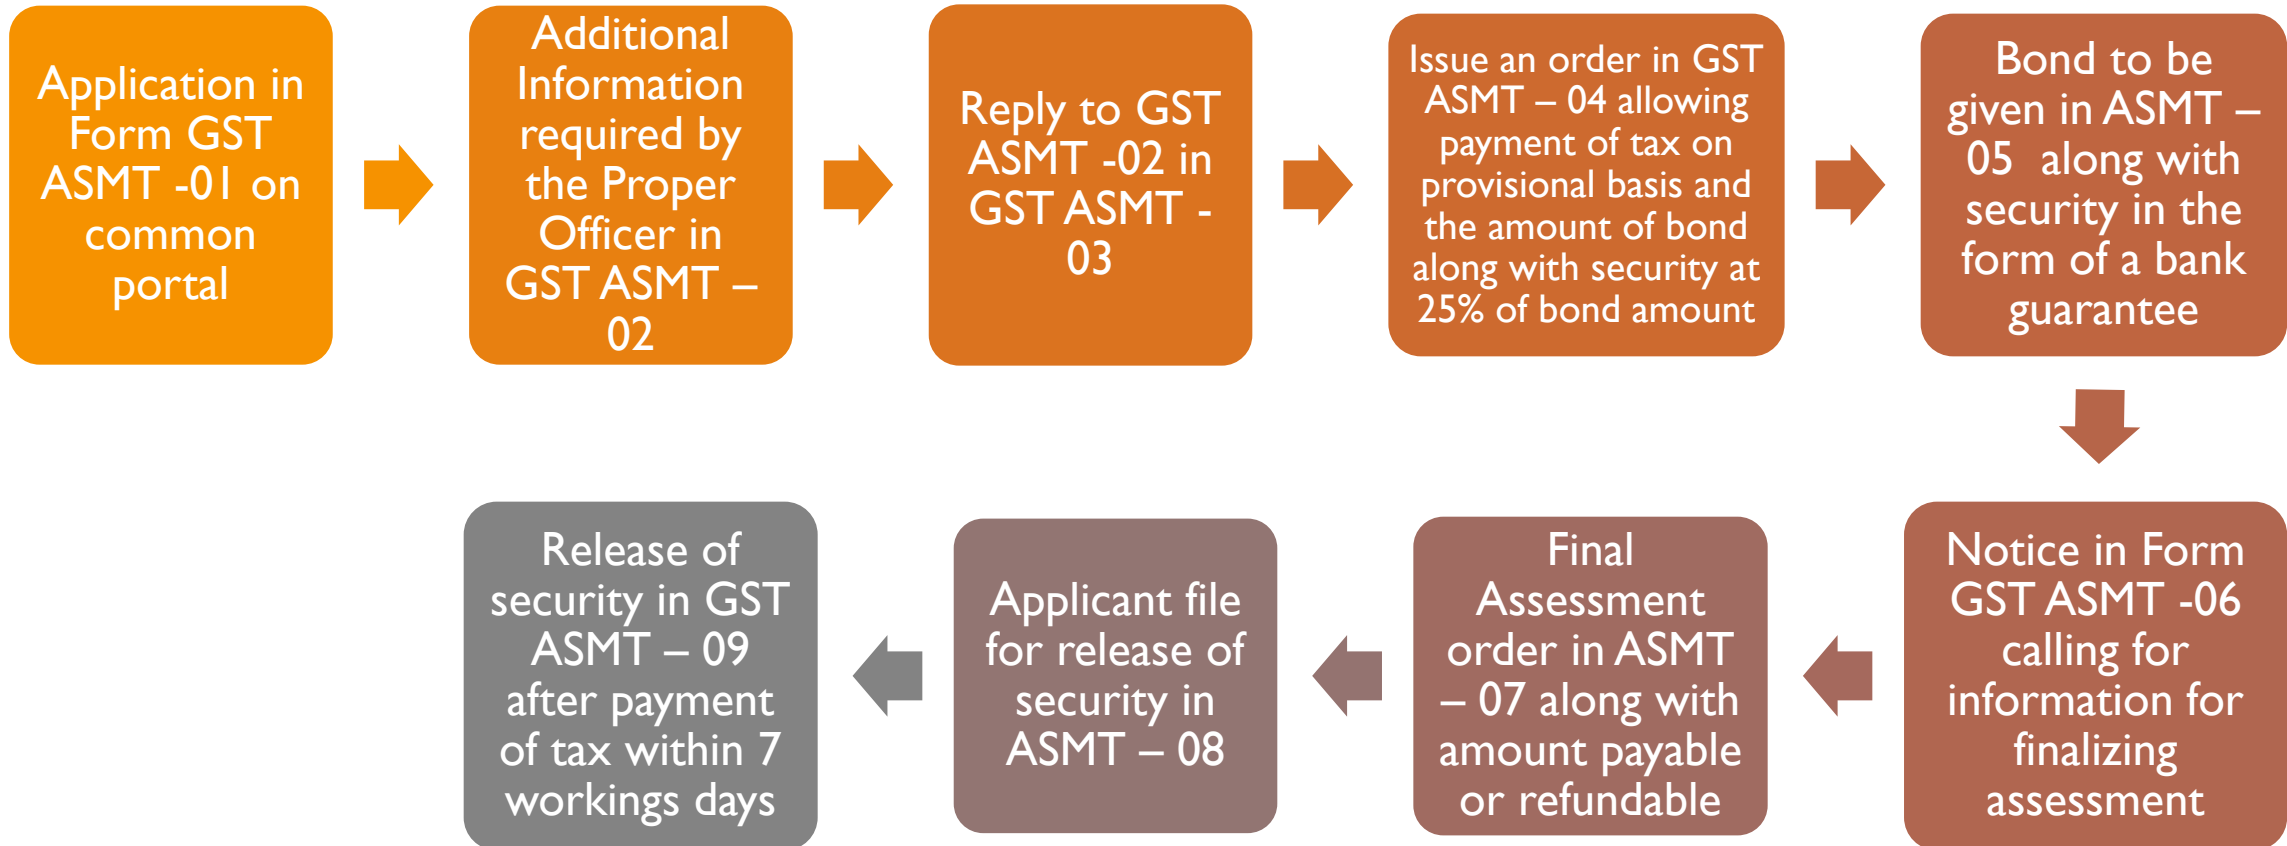 Application in
Form GST
ASMT -01 on
common
portal
Additional
Information
required by
the Proper
Officer in
GST ASMT –
02
Reply to GST
ASMT -02 in
GST ASMT -
03
Issue an order in GST
ASMT – 04 allowing
payment of tax on
provisional basis and
the amount of bond
along with security at
25% of bond amount
Bond to be
given in ASMT –
05 along with
security in the
form of a bank
guarantee
Notice in Form
GST ASMT -06
calling for
information for
finalizing
assessment
Final
Assessment
order in ASMT
– 07 along with
amount payable
or refundable
Applicant file
for release of
security in
ASMT – 08
Release of
security in GST
ASMT – 09
after payment
of tax within 7
workings days